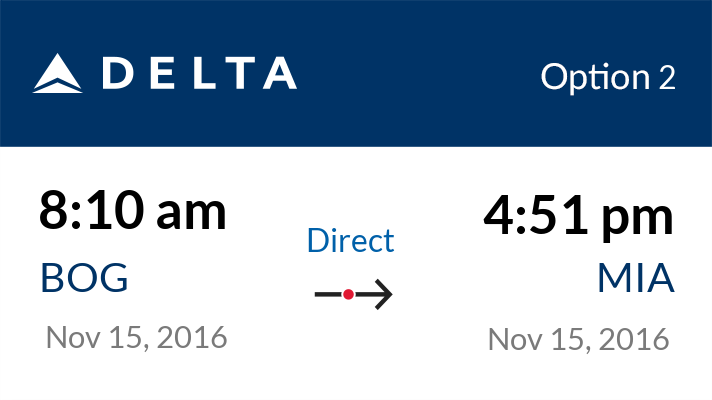 DELTA
Option 2
8:10 am
4:51 pm
Direct
BOG
MIA
Nov 15, 2016
Nov 15, 2016